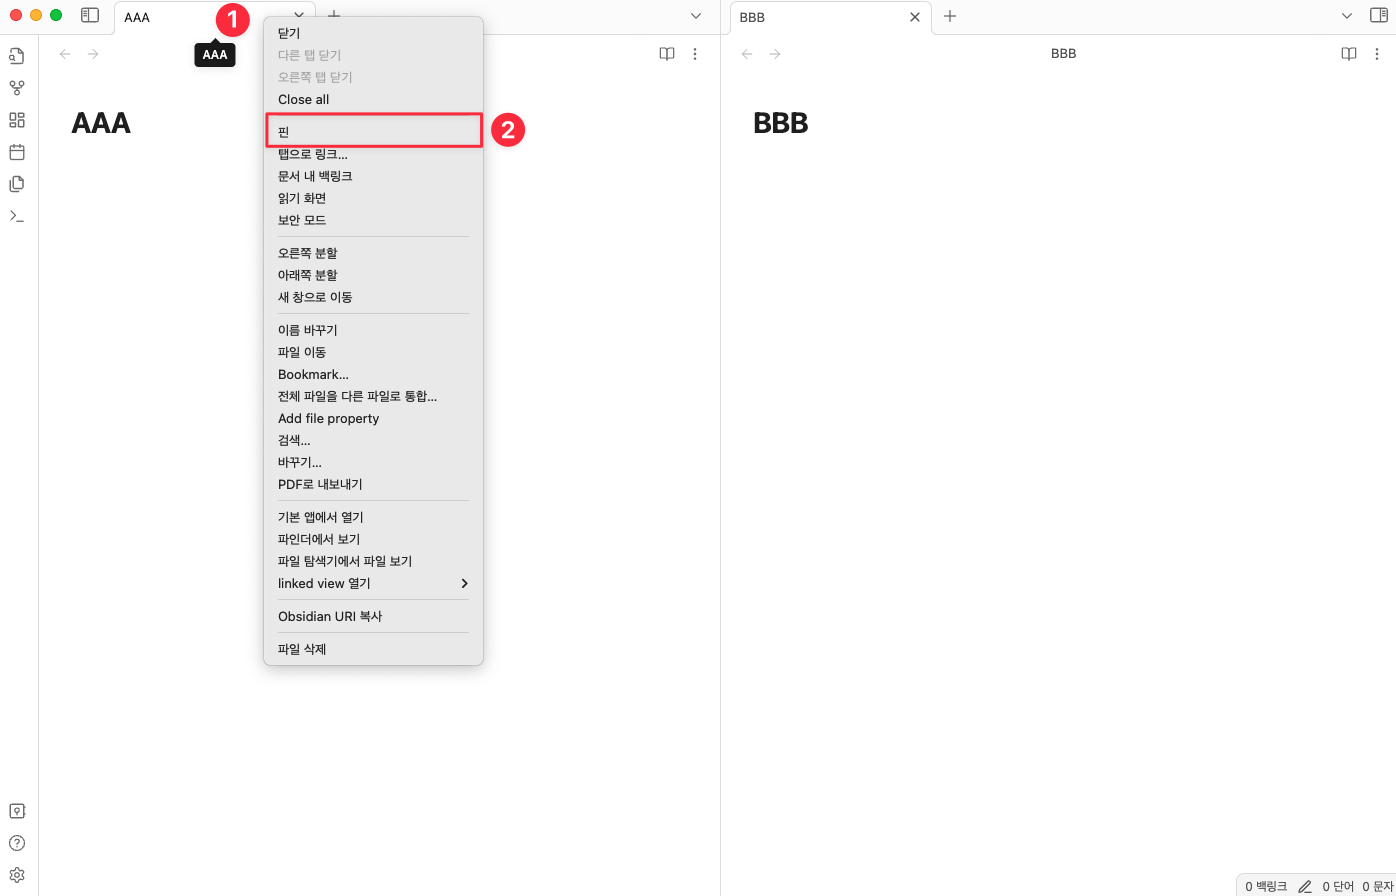 AAA
1
BBB
AAA
BBB
AAA
BBB
닫기
다른 탭 닫기
오른쪽 탭 닫기
Close all
핀
2
탭으로 링크...
문서 내 백링크
읽기 화면
보안 모드
오른쪽 분할
아래쪽 분할
새 창으로 이동
이름 바꾸기
파일 이동
Bookmark...
전체 파일을 다른 파일로 통합...
Add file property
검색...
바꾸기...
PDF로 내보내기
기본 앱에서 열기
파인더에서 보기
파일 탐색기에서 파일 보기
linked view 열기
Obsidian URI 복사
파일 삭제
0 백링크 0 단어 0 문자